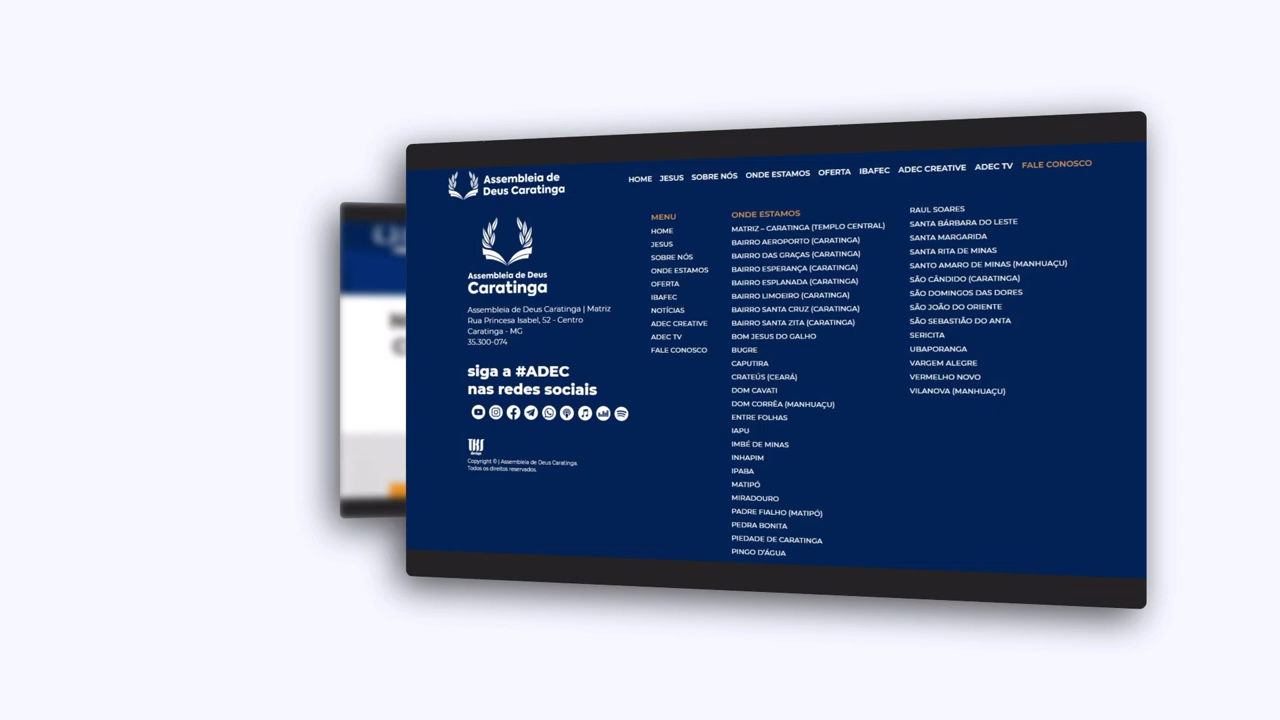 Assembleia de
Deus Caratinga
HOME JESUS SOBRE NÓS ONDE ESTAMOS OFERTA IBAFEC ADEC CREATIVE ADEC TV FALE CONOSCO
Assembleia de Deus
Caratinga
Assembleia de Deus Caratinga | Matriz
Rua Princesa Isabel, 52 - Centro
Caratinga - MG
35.300-074
siga a #ADEC
nas redes sociais
TKS
design
Copyright © | Assembleia de Deus Caratinga.
Todos os direitos reservados.
MENU
HOME
JESUS
SOBRE NÓS
ONDE ESTAMOS
OFERTA
IBAFEC
NOTÍCIAS
ADEC CREATIVE
ADEC TV
FALE CONOSCO
ONDE ESTAMOS
MATRIZ – CARATINGA (TEMPLO CENTRAL)
BAIRRO AEROPORTO (CARATINGA)
BAIRRO DAS GRAÇAS (CARATINGA)
BAIRRO ESPERANÇA (CARATINGA)
BAIRRO ESPLANADA (CARATINGA)
BAIRRO LIMOEIRO (CARATINGA)
BAIRRO SANTA CRUZ (CARATINGA)
BAIRRO SANTA ZITA (CARATINGA)
BOM JESUS DO GALHO
BUGRE
CAPUTIRA
CRATEÚS (CEARÁ)
DOM CAVATI
DOM CORRÊA (MANHUAÇU)
ENTRE FOLHAS
IAPU
IMBÉ DE MINAS
INHAPIM
IPABA
MATIPÓ
MIRADOURO
PADRE FIALHO (MATIPÓ)
PEDRA BONITA
PIEDADE DE CARATINGA
PINGO D'ÁGUA
RAUL SOARES
SANTA BÁRBARA DO LESTE
SANTA MARGARIDA
SANTA RITA DE MINAS
SANTO AMARO DE MINAS (MANHUAÇU)
SÃO CÂNDIDO (CARATINGA)
SÃO DOMINGOS DAS DORES
SÃO JOÃO DO ORIENTE
SÃO SEBASTIÃO DO ANTA
SERICITA
UBAPORANGA
VARGEM ALEGRE
VERMELHO NOVO
VILANOVA (MANHUAÇU)